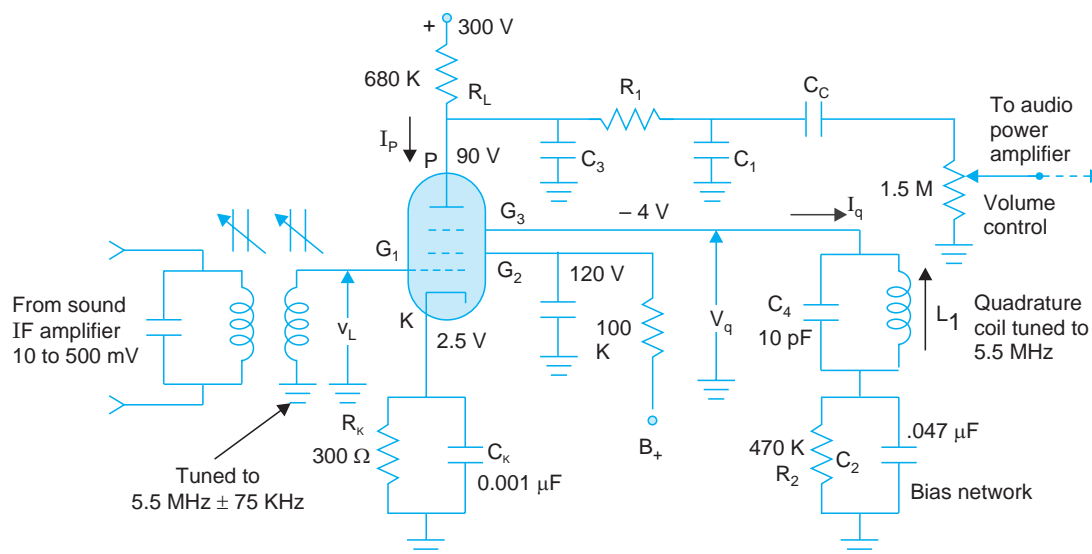 + 300 V
680 K
R_L
I_P
P
90 V
R_1
C_C
C_3
C_1
1.5 M
To audio
power
amplifier
Volume
control
G_3
– 4 V
I_q
G_1
G_2
120 V
K
2.5 V
From sound
IF amplifier
10 to 500 mV
v_L
100
K
B_+
V_q
C_4
10 pF
L_1
Quadrature
coil tuned to
5.5 MHz
Tuned to
5.5 MHz ± 75 KHz
R_K
300 Ω
C_K
0.001 μF
470 K
R_2
C_2
.047 μF
Bias network